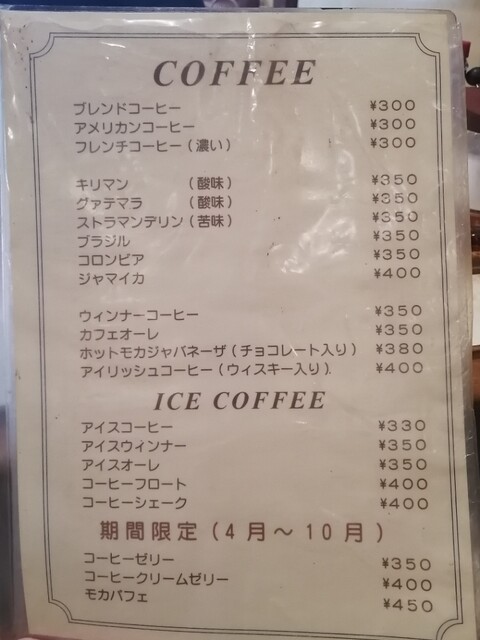 COFFEE
ブレンドコーヒー ¥300
アメリカンコーヒー ¥300
フレンチコーヒー(濃い) ¥300
キリマン (酸味) ¥350
グァテマラ (酸味) ¥350
ストラマンデリン(苦味) ¥350
ブラジル ¥350
コロンビア ¥350
ジャマイカ ¥400
ウィンナーコーヒー ¥350
カフェオーレ ¥350
ホットモカジャバネーザ(チョコレート入り) ¥380
アイリッシュコーヒー(ウィスキー入り). ¥400
ICE COFFEE
アイスコーヒー ¥330
アイスウィンナー ¥350
アイスオーレ ¥350
コーヒーフロート ¥400
コーヒーシェーク ¥400
期間限定(4月～10月)
コーヒーゼリー ¥350
コーヒークリームゼリー ¥400
モカパフェ ¥450